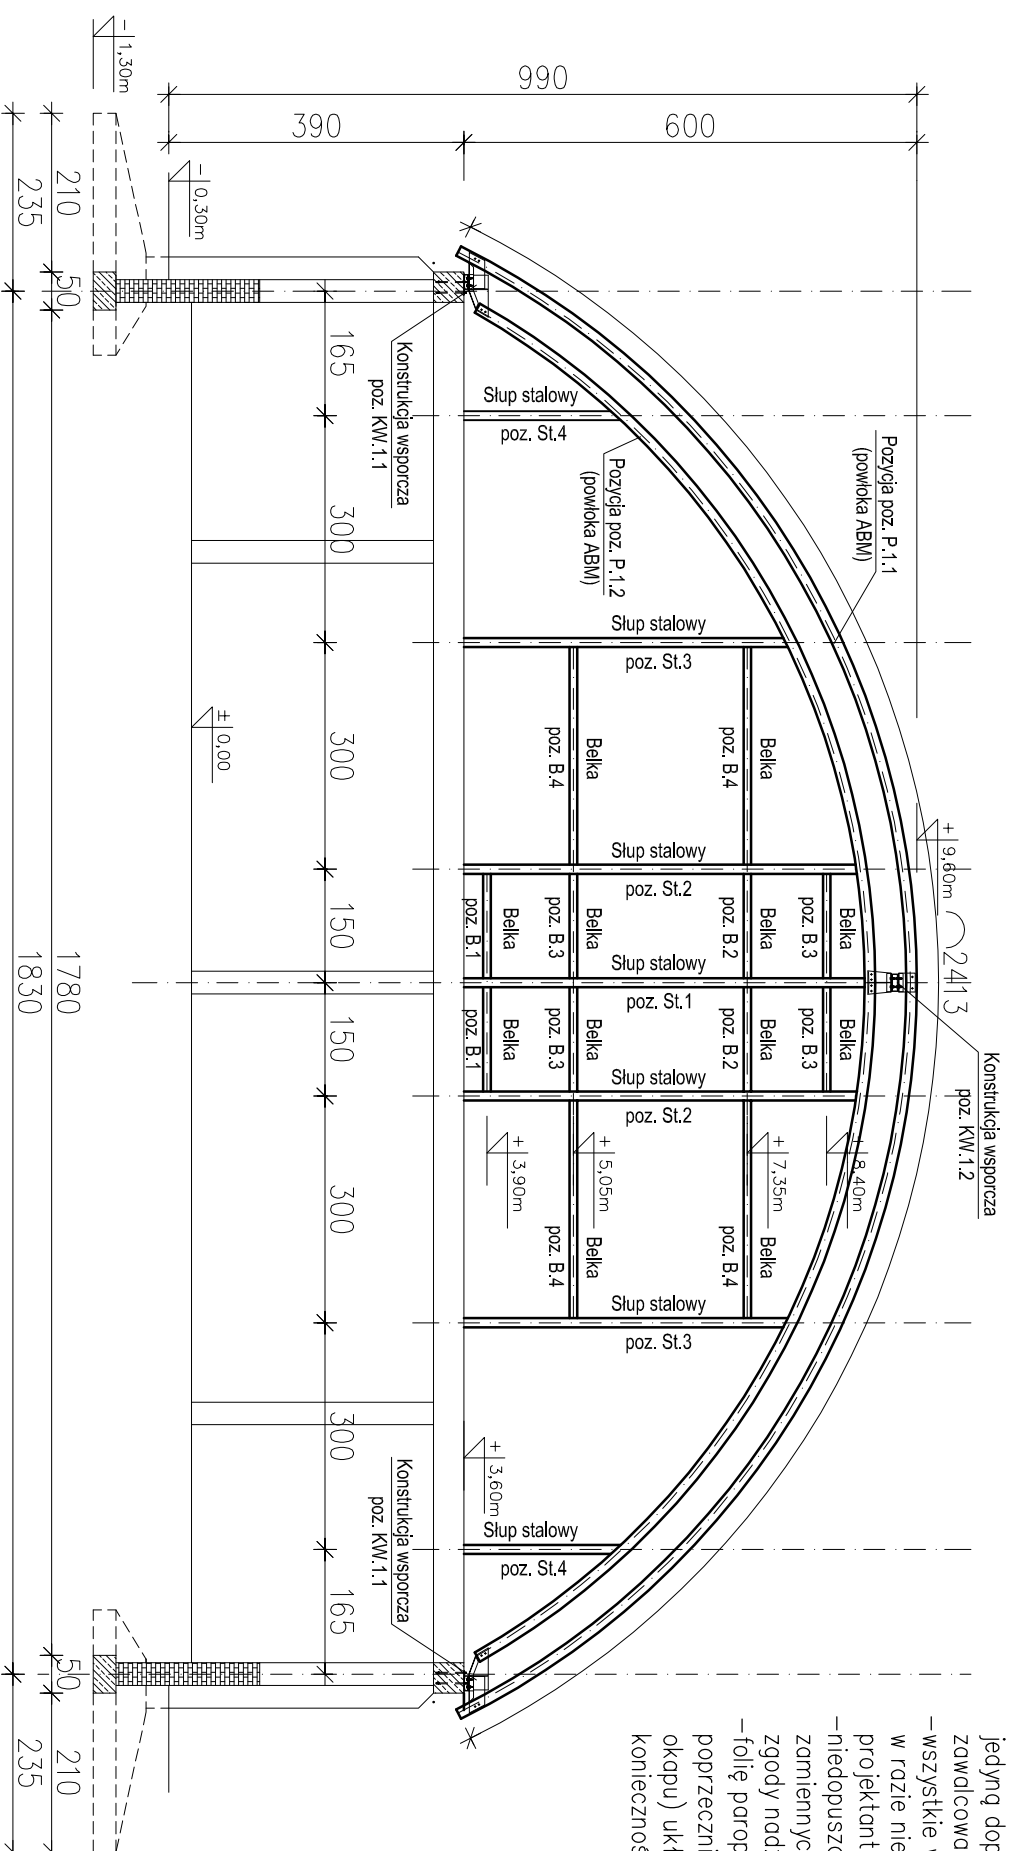 990
390
600
- 1,30m
- 0,30m
210
235
50
165
300
300
150
150
300
300
165
1780
1830
50
210
235
Konstrukcja wsporcza
poz. KW.1.1
Słup stalowy
poz. St.4
Pozycja poz. P.1.2
(powłoka ABM)
Pozycja poz. P.1.1
(powłoka ABM)
Słup stalowy
poz. St.3
± 0,00
Belka
poz. B.4
Belka
poz. B.4
Słup stalowy
poz. St.2
+ 9,60m
2413
Belka
poz. B.1
Belka
poz. B.3
Belka
poz. B.2
Belka
poz. B.3
Słup stalowy
poz. St.1
Konstrukcja wsporcza
poz. KW.1.2
Belka
poz. B.1
Belka
poz. B.3
Belka
poz. B.2
Belka
poz. B.3
Słup stalowy
poz. St.2
+ 3,90m
+ 5,05m
+ 7,35m
+ 8,40m
Belka
poz. B.4
Belka
poz. B.4
Słup stalowy
poz. St.3
+ 3,60m
Konstrukcja wsporcza
poz. KW.1.1
Słup stalowy
poz. St.4
jedyną dop
zawalcowa
-wszystkie
w razie nie
projektant
-niedopuszc
zamiennyc
zgody nadz
-folię parop
poprzeczni
okapu) ukł
koniecznoś